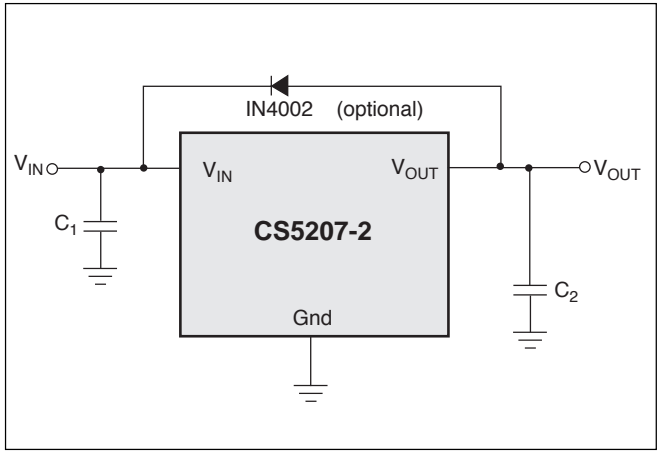 IN4002 (optional)
VIN
VIN
VOUT
VOUT
C1
CS5207-2
C2
Gnd